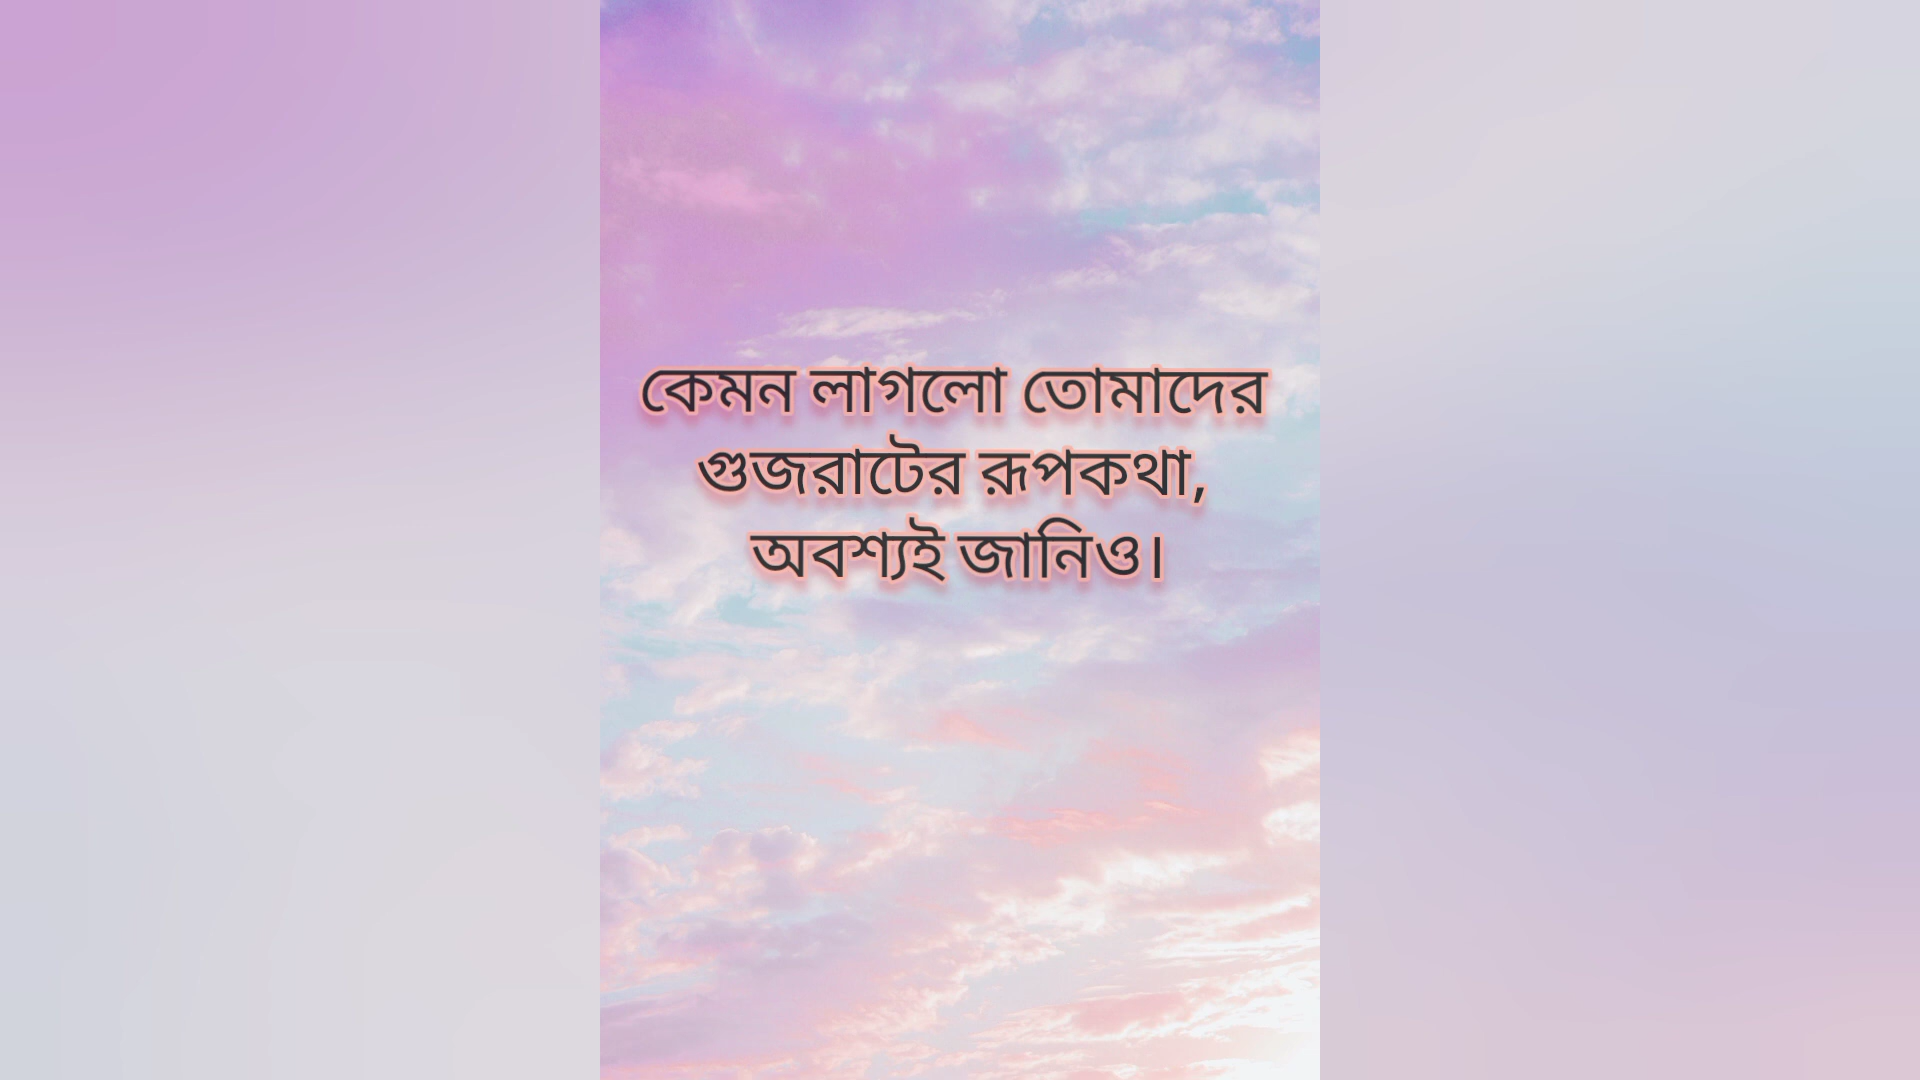 কেমন লাগলো তোমাদের
গুজরাটের রূপকথা,
অবশ্যই জানিও।